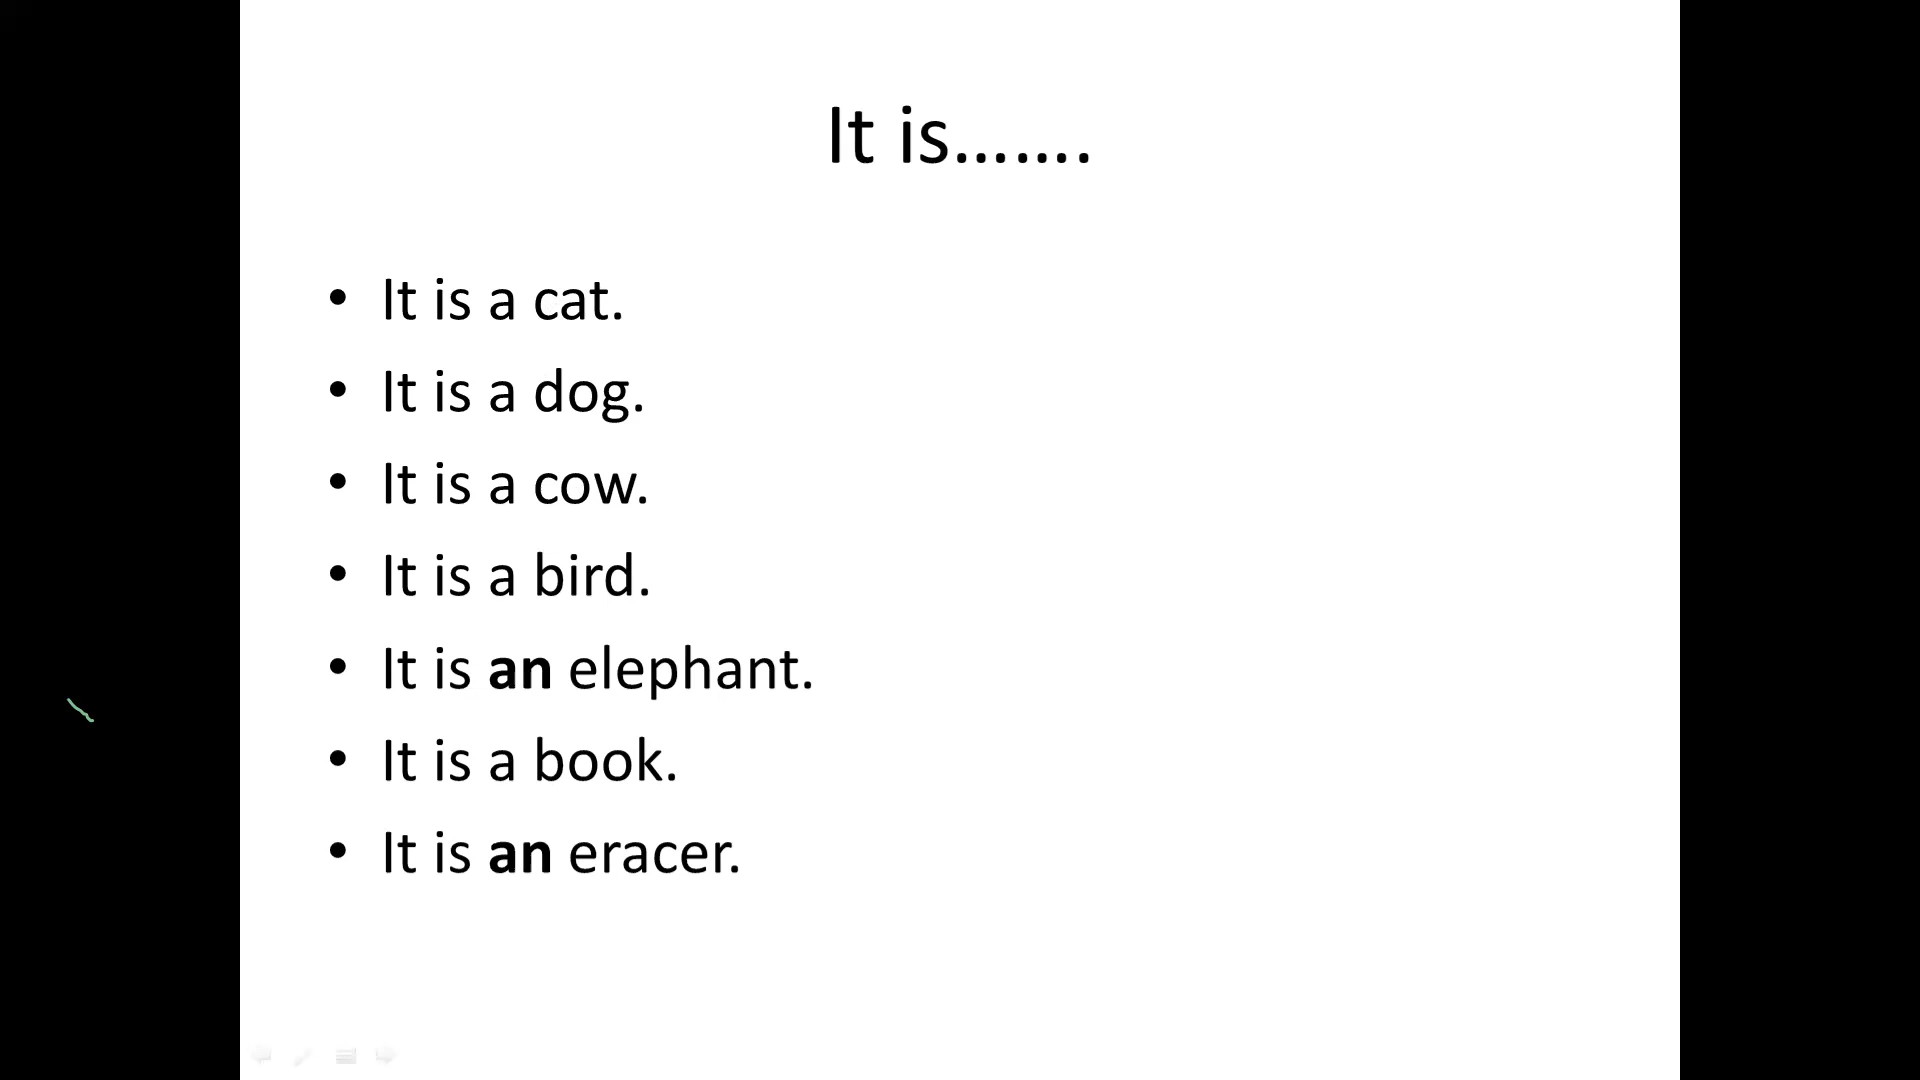 It is…….
• It is a cat.
• It is a dog.
• It is a cow.
• It is a bird.
• It is an elephant.
• It is a book.
• It is an eracer.